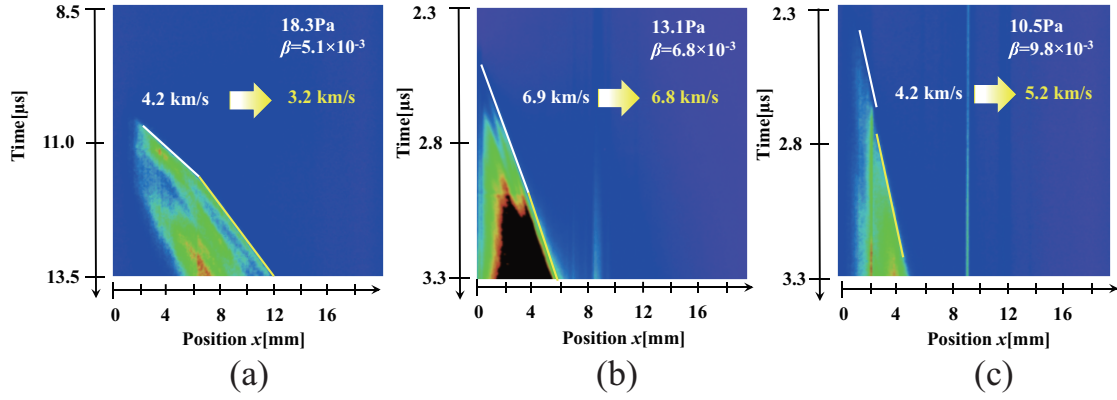 8.5
11.0
13.5
Time[μs]
18.3Pa
β=5.1×10⁻³
4.2 km/s
3.2 km/s
0 4 8 12 16
Position x[mm]
(a)
2.3
2.8
3.3
Time[μs]
13.1Pa
β=6.8×10⁻³
6.9 km/s
6.8 km/s
0 4 8 12 16
Position x[mm]
(b)
2.3
2.8
3.3
Time[μs]
10.5Pa
β=9.8×10⁻³
4.2 km/s
5.2 km/s
0 4 8 12 16
Position x[mm]
(c)